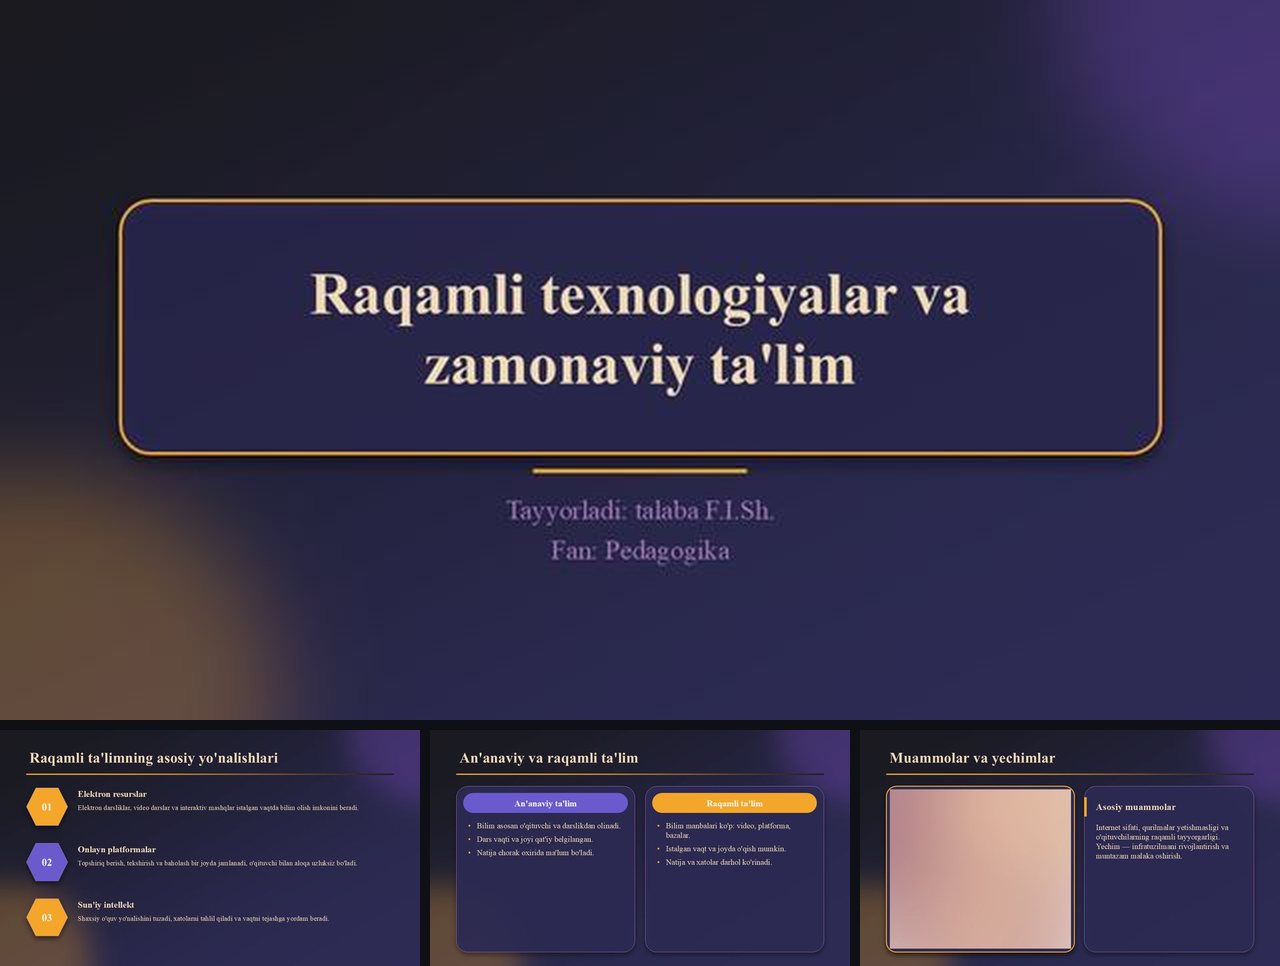 Raqamli texnologiyalar va
zamonaviy ta'lim
Tayyorladi: talaba F.I.Sh.
Fan: Pedagogika
Raqamli ta'limning asosiy yo'nalishlari
01
Elektron resurslar
Elektron darsliklar, video darslar va interaktiv mashqlar istalgan vaqtda bilim olish imkonini beradi.
02
Onlayn platformalar
Topshiriq berish, tekshirish va baholash bir joyda jamlanadi, o'qituvchi bilan aloqa uzluksiz bo'ladi.
03
Sun'iy intellekt
Shaxsiy o'quv yo'nalishini tuzadi, xatolarni tahlil qiladi va vaqtni tejashga yordam beradi.
An'anaviy va raqamli ta'lim
An'anaviy ta'lim
• Bilim asosan o'qituvchi va darslikdan olinadi.
• Dars vaqti va joyi qat'iy belgilangan.
• Natija chorak oxirida ma'lum bo'ladi.
Raqamli ta'lim
• Bilim manbalari ko'p: video, platforma,
bazalar.
• Istalgan vaqt va joyda o'qish mumkin.
• Natija va xatolar darhol ko'rinadi.
Muammolar va yechimlar
Asosiy muammolar
Internet sifati, qurilmalar yetishmasligi va
o'qituvchilarning raqamli tayyorgarligi.
Yechim — infratuzilmani rivojlantirish va
muntazam malaka oshirish.